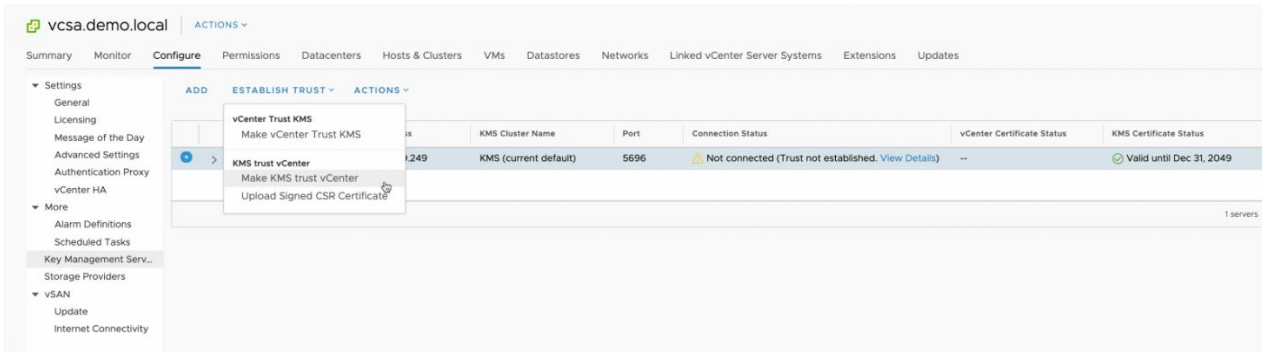 vcsa.demo.local ACTIONS
Summary Monitor Configure Permissions Datacenters Hosts & Clusters VMs Datastores Networks Linked vCenter Server Systems Extensions Updates
Settings
General
Licensing
Message of the Day
Advanced Settings
Authentication Proxy
vCenter HA
More
Alarm Definitions
Scheduled Tasks
Key Management Serv...
Storage Providers
vSAN
Update
Internet Connectivity
ADD ESTABLISH TRUST ACTIONS
vCenter Trust KMS
Make vCenter Trust KMS
KMS trust vCenter
Make KMS trust vCenter
Upload Signed CSR Certificate
ss KMS Cluster Name Port Connection Status vCenter Certificate Status KMS Certificate Status
.249 KMS (current default) 5696 Not connected (Trust not established. View Details) -- Valid until Dec 31, 2049
1 servers